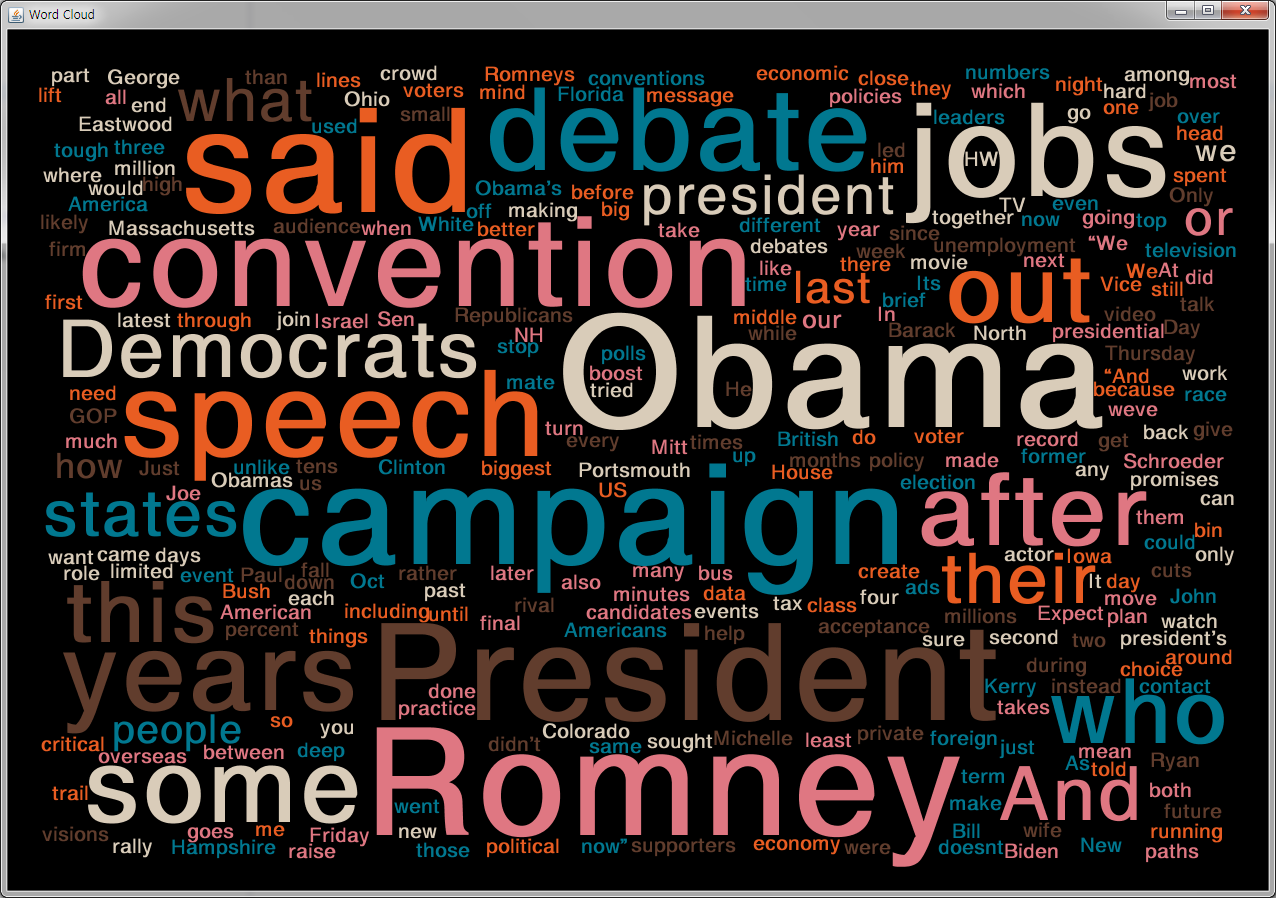 Word Cloud
part George than lines crowd Romneys conventions economic close numbers among
lift all end what Ohio voters mind Florida message policies they which night hard most
Eastwood used small said debate jobs leaders go one job over
tough three led HW head we
where million him spent
would high Obama's before president TV even Only
America off making big together now
likely Massachusetts audience when White better take different year since going top or
firm convention debates week unemployment "We television
like there movie next We At did
time last brief Its out Vice still
first In talk
latest through join Israel Sen Republicans middle our Barack North video presidential Day
Democrats NH while
stop polls Obama Thursday
boost "And work
need speech mate tried He because race
GOP weve
much turn every Mitt times British do voter record get back give
how Just unlike tens Clinton biggest Portsmouth up months policy made former any Schroeder
Obamas us US House election promises
Joe campaign after can
states them bin
could
want came days actor Iowa only
role limited event Paul down fall rather later also many bus create ads their It day cuts
Bush each Oct past minutes data tax class four move John
this American including until rival candidates events millions Expect plan watch
percent things final Americans help acceptance sure second two president's
years President during choice around
done Kerry instead contact
practice takes who
people so you Colorado
critical didn't same sought Michelle least private foreign just mean
overseas between deep As told Ryan
some Romney term And both
trail went make future
visions goes me Friday new Bill wife running
rally Hampshire raise those political now" supporters economy were doesnt Biden New paths